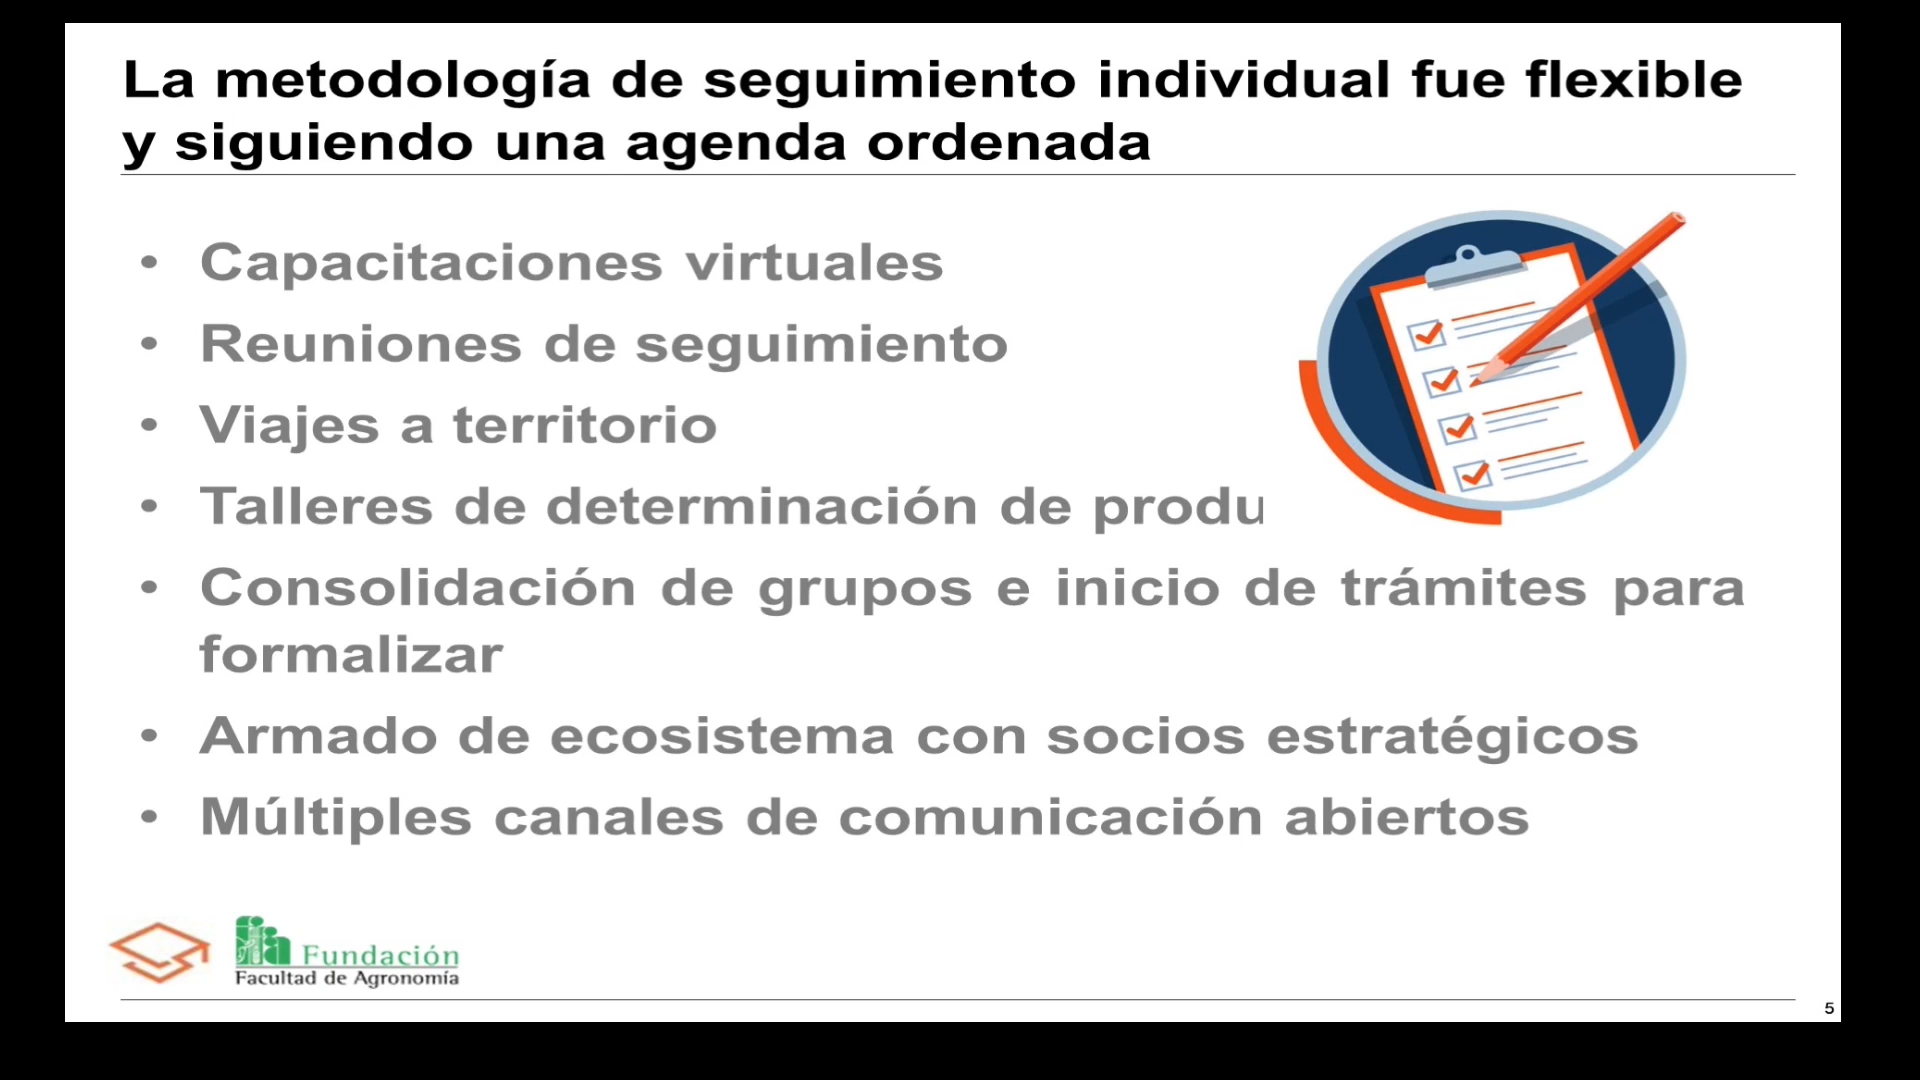 La metodología de seguimiento individual fue flexible
y siguiendo una agenda ordenada
• Capacitaciones virtuales
• Reuniones de seguimiento
• Viajes a territorio
• Talleres de determinación de produ
• Consolidación de grupos e inicio de trámites para
formalizar
• Armado de ecosistema con socios estratégicos
• Múltiples canales de comunicación abiertos
Fundación
Facultad de Agronomía
5